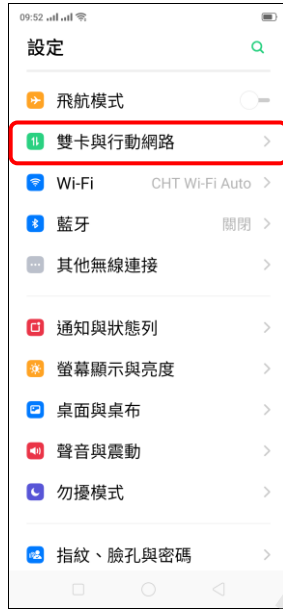 09:52
設定
飛航模式
雙卡與行動網路
Wi-Fi CHT Wi-Fi Auto
藍牙 關閉
其他無線連接
通知與狀態列
螢幕顯示與亮度
桌面與桌布
聲音與震動
勿擾模式
指紋、臉孔與密碼